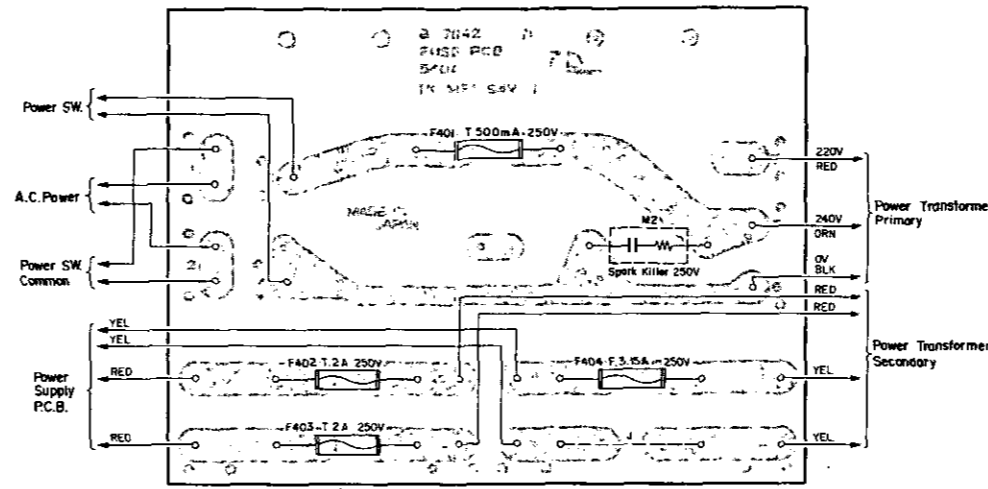 FUSE PCB
Power SW.
F401 T 500mA-250V
220V
RED
A.C. Power
MADE IN
JAPAN
Power Transformer
Primary
M21
240V
ORN
Power SW.
Common
2
3
Spark Killer 250V
0V
BLK
RED
RED
YEL
YEL
Power Transformer
Secondary
F402-T.2A 250V
F404-F.3.15A-250V
RED
YEL
Power
Supply
P.C.B.
F403-T.2A 250V
J
RED
YEL